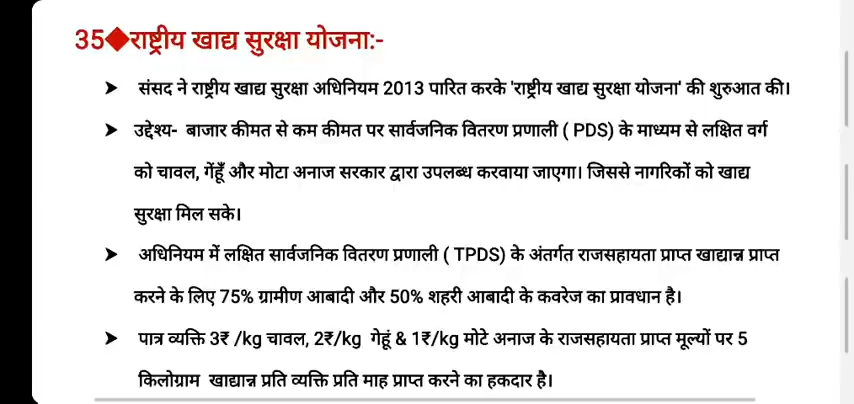 35◆राष्ट्रीय खाद्य सुरक्षा योजना:-
➤ संसद ने राष्ट्रीय खाद्य सुरक्षा अधिनियम 2013 पारित करके 'राष्ट्रीय खाद्य सुरक्षा योजना' की शुरुआत की।
➤ उद्देश्य- बाजार कीमत से कम कीमत पर सार्वजनिक वितरण प्रणाली ( PDS) के माध्यम से लक्षित वर्ग
को चावल, गेंहूँ और मोटा अनाज सरकार द्वारा उपलब्ध करवाया जाएगा। जिससे नागरिकों को खाद्य
सुरक्षा मिल सके।
➤ अधिनियम में लक्षित सार्वजनिक वितरण प्रणाली ( TPDS) के अंतर्गत राजसहायता प्राप्त खाद्यान्न प्राप्त
करने के लिए 75% ग्रामीण आबादी और 50% शहरी आबादी के कवरेज का प्रावधान है।
➤ पात्र व्यक्ति 3₹ /kg चावल, 2₹/kg गेहूं & 1₹/kg मोटे अनाज के राजसहायता प्राप्त मूल्यों पर 5
किलोग्राम खाद्यान्न प्रति व्यक्ति प्रति माह प्राप्त करने का हकदार है।